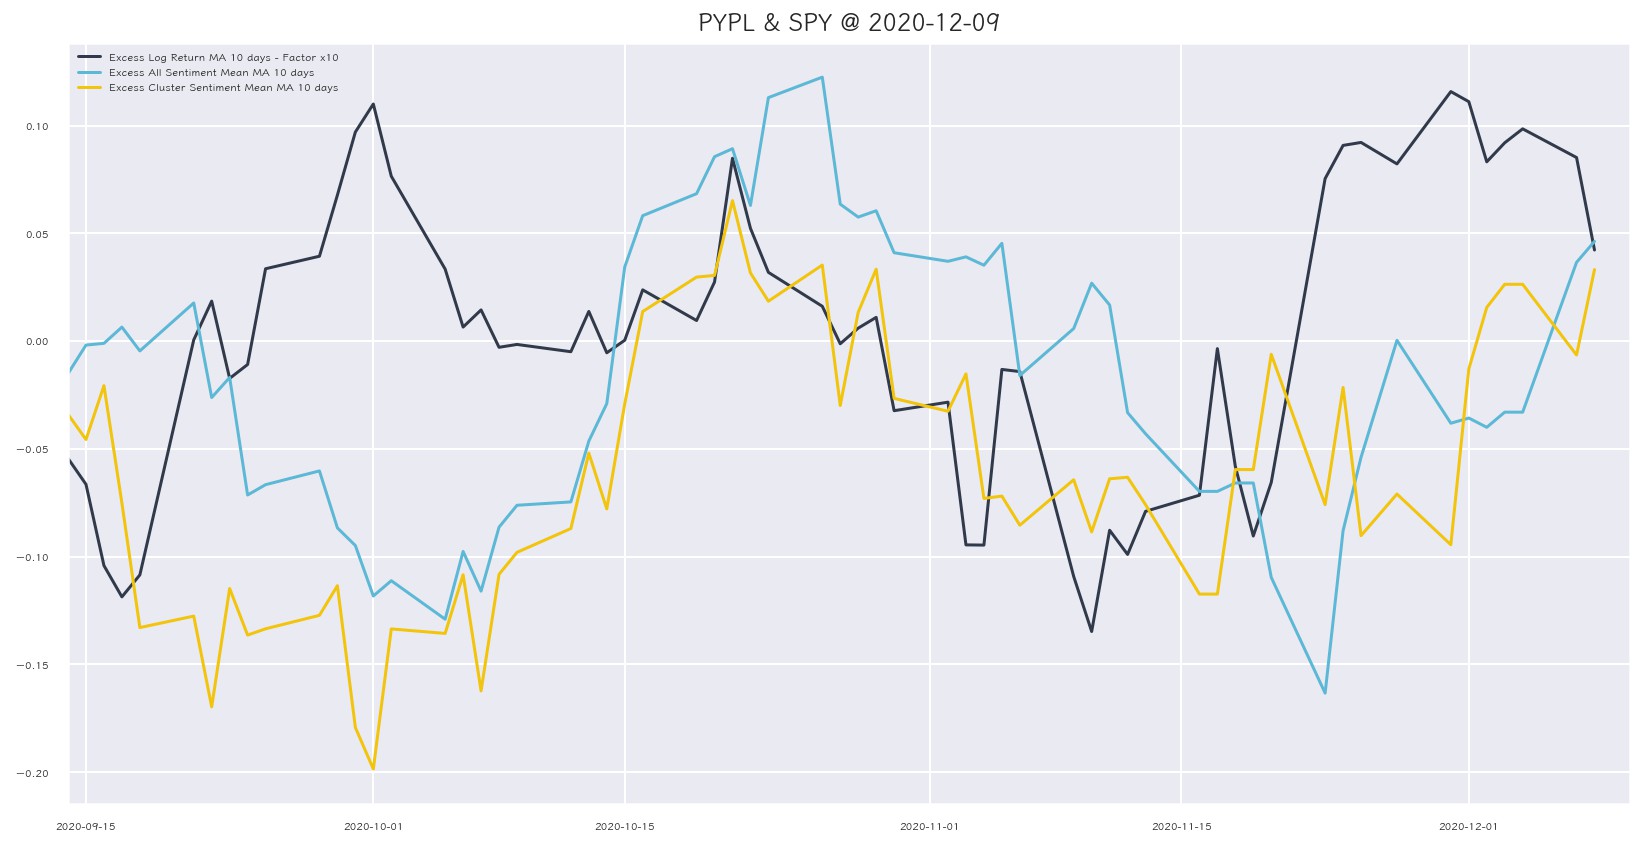 PYPL & SPY @ 2020-12-09
Excess Log Return MA 10 days - Factor x10
Excess All Sentiment Mean MA 10 days
Excess Cluster Sentiment Mean MA 10 days
0.10
0.05
0.00
−0.05
−0.10
−0.15
−0.20
2020-09-15 2020-10-01 2020-10-15 2020-11-01 2020-11-15 2020-12-01